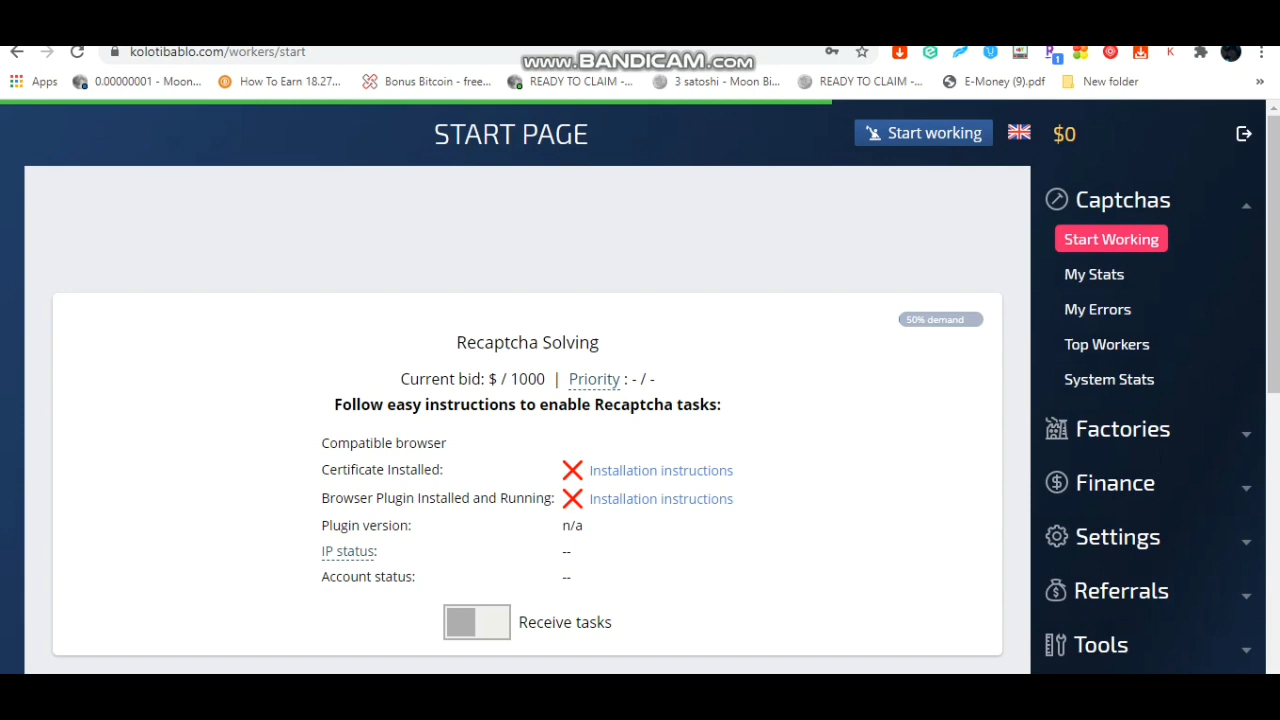 kolotibablo.com/workers/start
www.BANDICAM.com
1
Apps
0.00000001 - Moon...
How To Earn 18.27...
Bonus Bitcoin - free...
READY TO CLAIM -...
3 satoshi - Moon Bi...
READY TO CLAIM -...
E-Money (9).pdf
New folder
»
START PAGE
Start working
$0
Captchas
Start Working
My Stats
My Errors
Top Workers
System Stats
Factories
Finance
Settings
Referrals
Tools
50% demand
Recaptcha Solving
Current bid: $ / 1000 | Priority : - / -
Follow easy instructions to enable Recaptcha tasks:
Compatible browser
Certificate Installed: Installation instructions
Browser Plugin Installed and Running: Installation instructions
Plugin version: n/a
IP status: --
Account status: --
Receive tasks